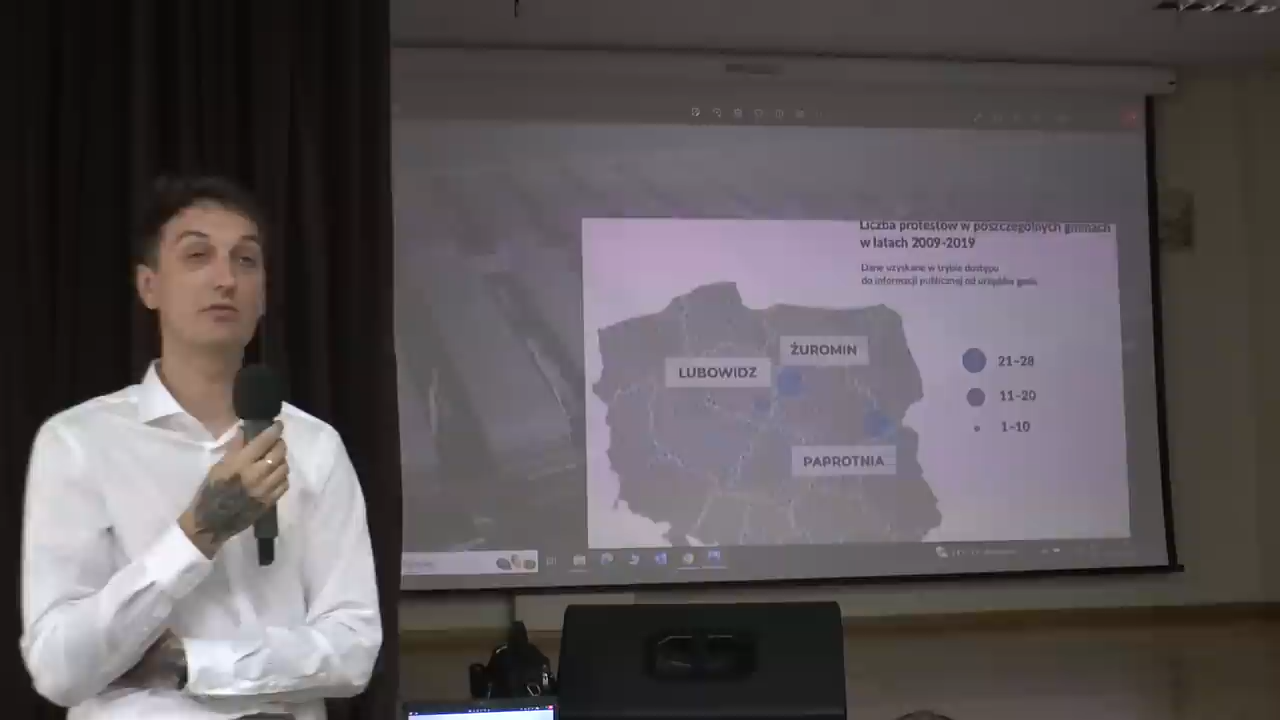 Liczba protestów w poszczególnych gminach
w latach 2009-2019
Dane uzyskane w trybie dostępu
do informacji publicznej od urzędów gmin
ŻUROMIN
LUBOWIDZ
21-28
11-20
1-10
PAPROTNIA